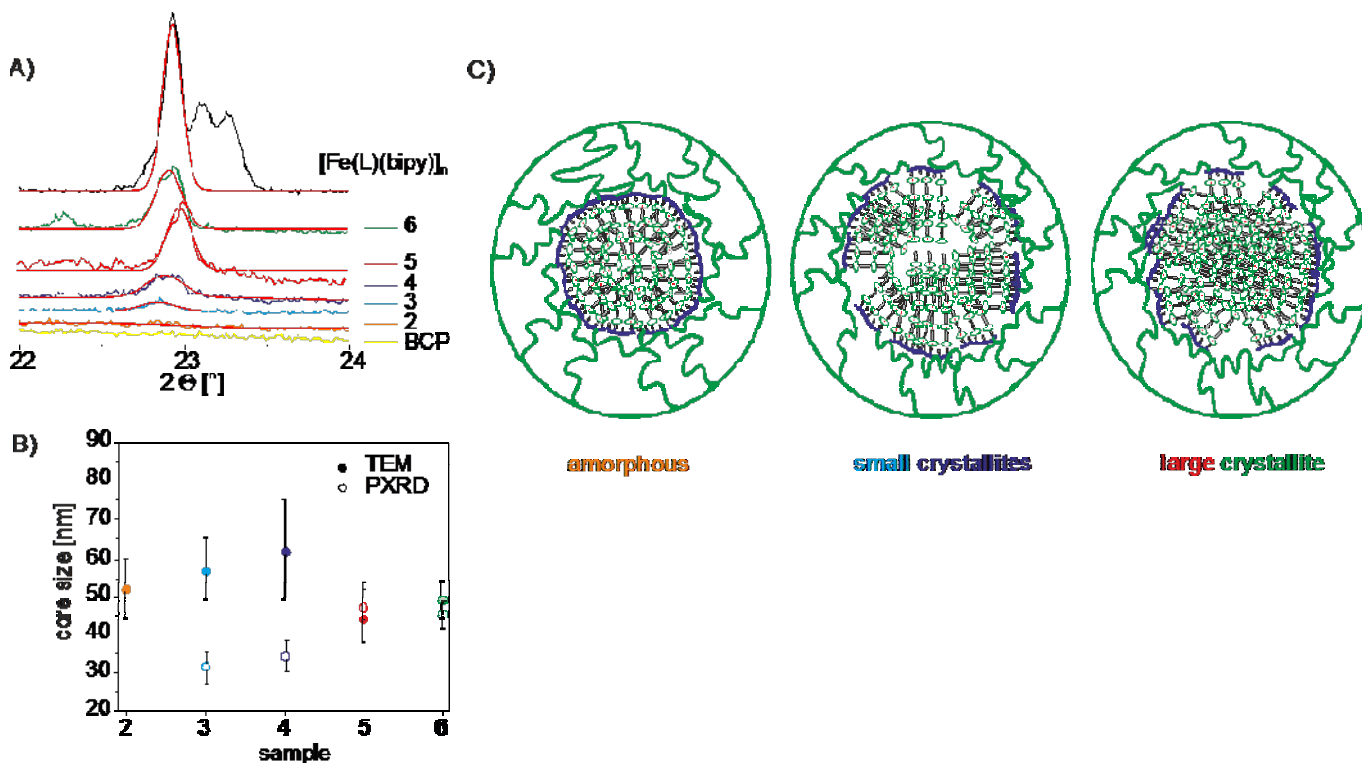 A)
[Fe(L)(bipy)]n
6
5
4
3
2
BCP
22 23 24
2Θ [°]
B)
90
80
70
60
50
40
30
20
core size [nm]
TEM
PXRD
2 3 4 5 6
sample
C)
amorphous
small crystallites
large crystallite